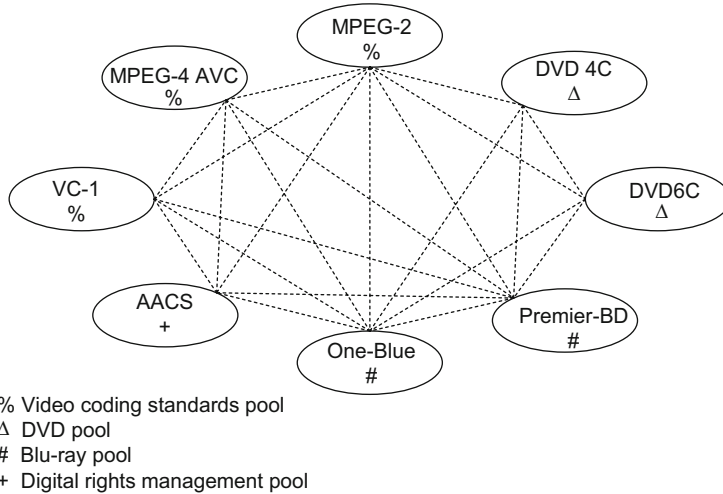 MPEG-2
%
MPEG-4 AVC
%
DVD 4C
Δ
VC-1
%
DVD6C
Δ
AACS
+
Premier-BD
#
One-Blue
#
% Video coding standards pool
Δ DVD pool
# Blu-ray pool
+ Digital rights management pool